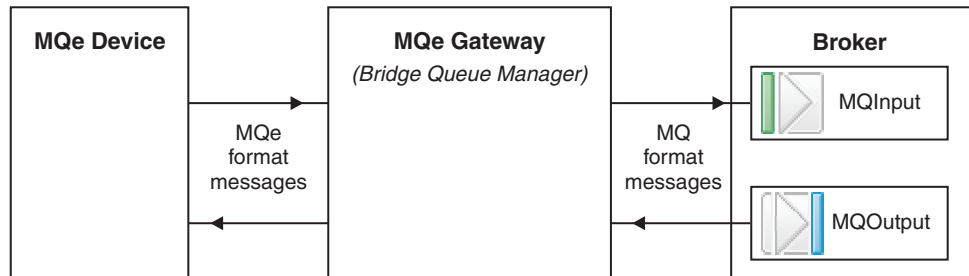 MQe Device
MQe Gateway
(Bridge Queue Manager)
Broker
MQInput
MQe
format
messages
MQ
format
messages
MQOutput